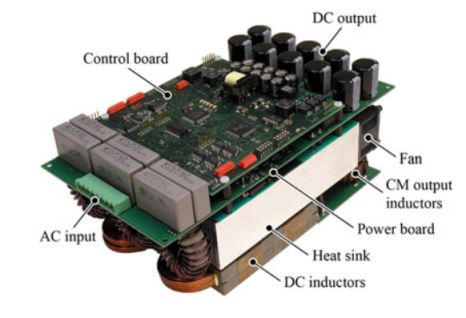 DC output
Control board
Fan
CM output
inductors
AC input
Power board
Heat sink
DC inductors